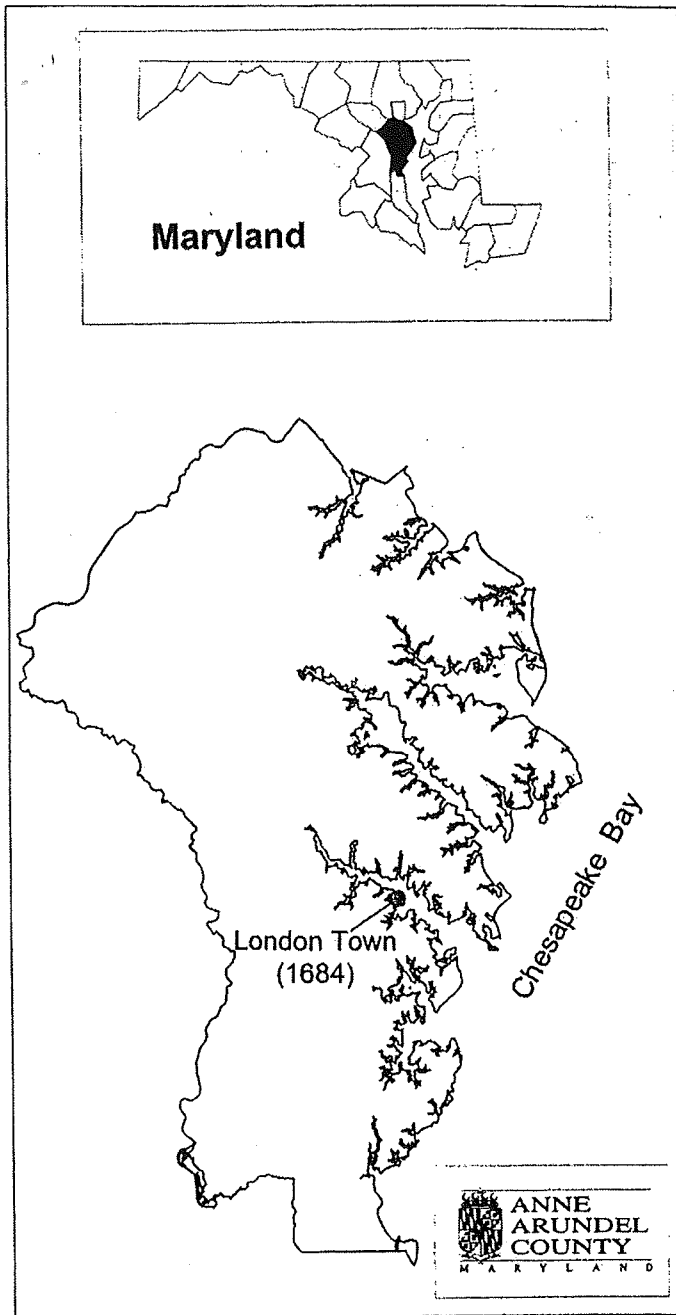 Maryland
London Town
(1684)
Chesapeake Bay
ANNE
ARUNDEL
COUNTY
MARYLAND